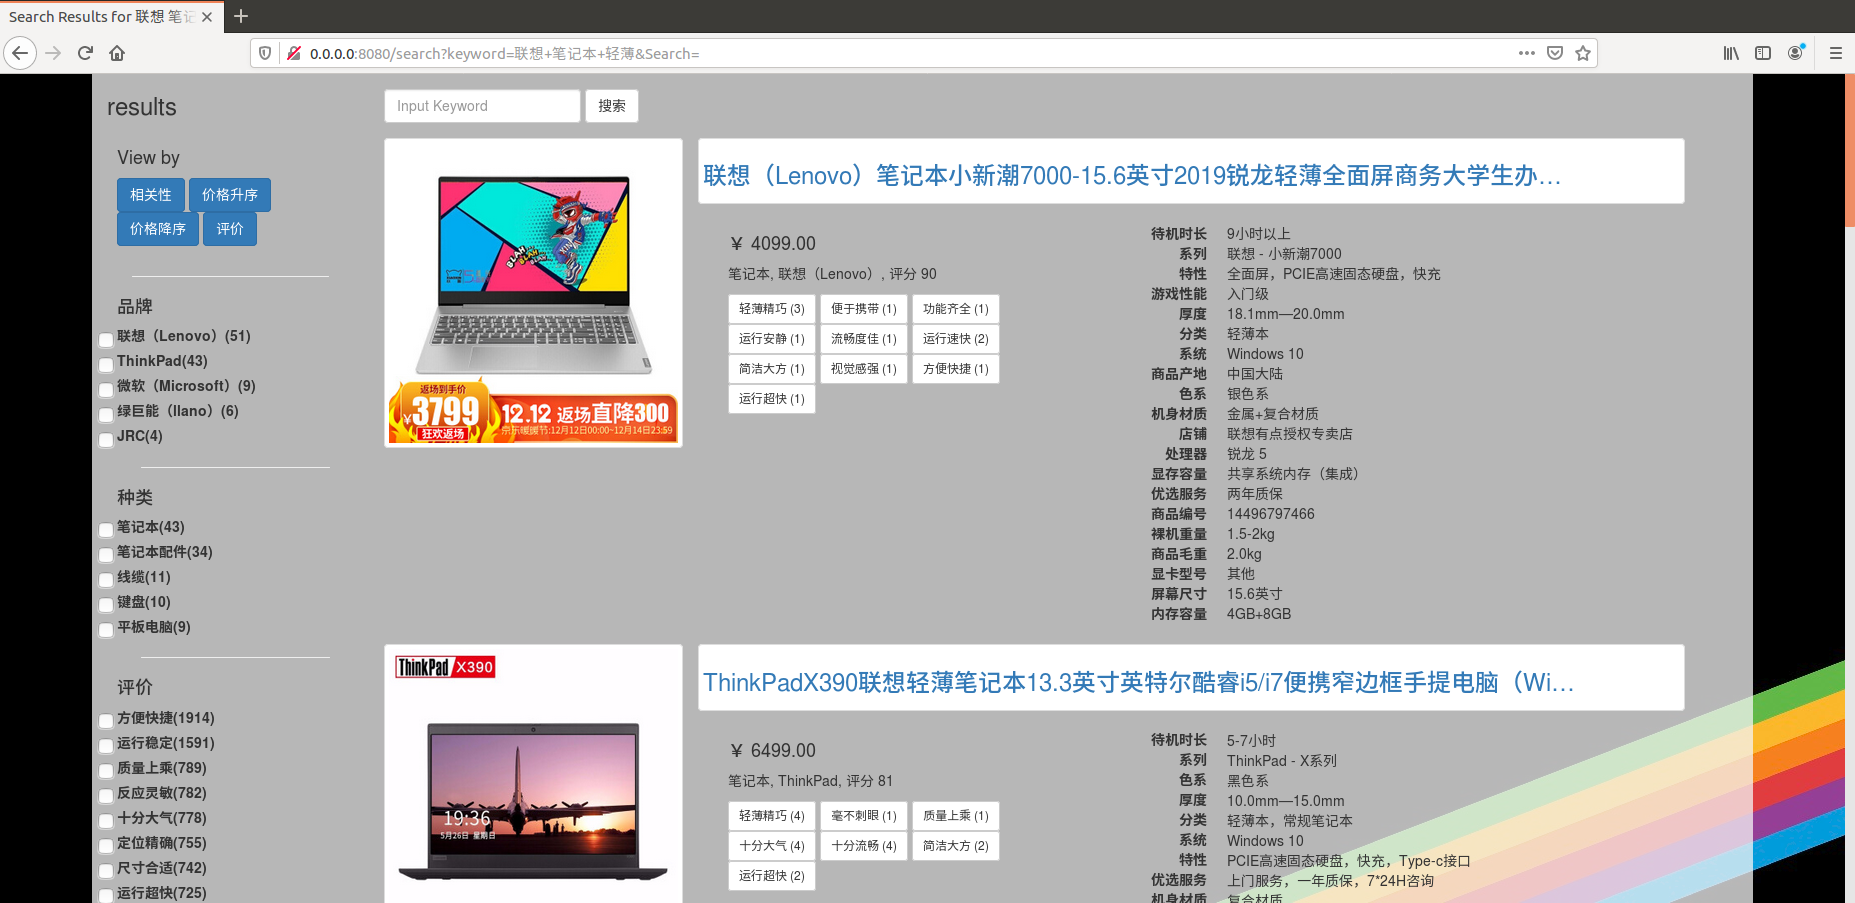 Search Results for 联想 笔记
0.0.0.0:8080/search?keyword=联想+笔记本+轻薄&Search=
results
Input Keyword
搜索
View by
相关性
价格升序
价格降序
评价
品牌
联想（Lenovo）(51)
ThinkPad(43)
微软（Microsoft）(9)
绿巨能（llano）(6)
JRC(4)
种类
笔记本(43)
笔记本配件(34)
线缆(11)
键盘(10)
平板电脑(9)
评价
方便快捷(1914)
运行稳定(1591)
质量上乘(789)
反应灵敏(782)
十分大气(778)
定位精确(755)
尺寸合适(742)
运行超快(725)
BLAH BLAH BLAH
返场到手价
¥3799
狂欢返场
12.12 返场直降300
京东暖暖节:12月12日00:00~12月14日23:59
联想（Lenovo）笔记本小新潮7000-15.6英寸2019锐龙轻薄全面屏商务大学生办...
¥ 4099.00
笔记本, 联想（Lenovo）, 评分 90
轻薄精巧 (3) 便于携带 (1) 功能齐全 (1)
运行安静 (1) 流畅度佳 (1) 运行速快 (2)
简洁大方 (1) 视觉感强 (1) 方便快捷 (1)
运行超快 (1)
待机时长 9小时以上
系列 联想 - 小新潮7000
特性 全面屏，PCIE高速固态硬盘，快充
游戏性能 入门级
厚度 18.1mm—20.0mm
分类 轻薄本
系统 Windows 10
商品产地 中国大陆
色系 银色系
机身材质 金属+复合材质
店铺 联想有点授权专卖店
处理器 锐龙 5
显存容量 共享系统内存（集成）
优选服务 两年质保
商品编号 14496797466
裸机重量 1.5-2kg
商品毛重 2.0kg
显卡型号 其他
屏幕尺寸 15.6英寸
内存容量 4GB+8GB
ThinkPad X390
19:36
5月26日 星期日
ThinkPadX390联想轻薄笔记本13.3英寸英特尔酷睿i5/i7便携窄边框手提电脑（Wi...
¥ 6499.00
笔记本, ThinkPad, 评分 81
轻薄精巧 (4) 毫不刺眼 (1) 质量上乘 (1)
十分大气 (4) 十分流畅 (4) 简洁大方 (2)
运行超快 (2)
待机时长 5-7小时
系列 ThinkPad - X系列
色系 黑色系
厚度 10.0mm—15.0mm
分类 轻薄本，常规笔记本
系统 Windows 10
特性 PCIE高速固态硬盘，快充，Type-c接口
优选服务 上门服务，一年质保，7*24H咨询
机身材质 复合材质